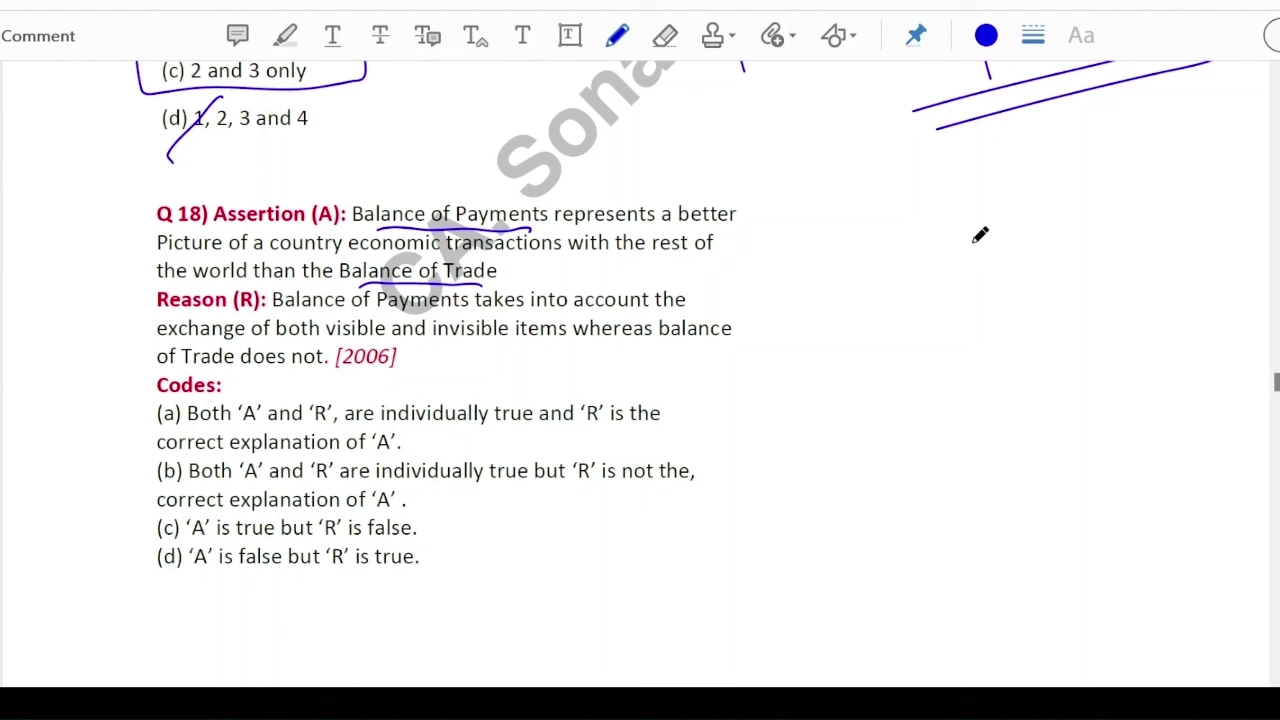 Comment
T T T T T T Aa
(c) 2 and 3 only
(d) 1, 2, 3 and 4
CA. Sona
Q 18) Assertion (A): Balance of Payments represents a better
Picture of a country economic transactions with the rest of
the world than the Balance of Trade
Reason (R): Balance of Payments takes into account the
exchange of both visible and invisible items whereas balance
of Trade does not. [2006]
Codes:
(a) Both ‘A’ and ‘R’, are individually true and ‘R’ is the
correct explanation of ‘A’.
(b) Both ‘A’ and ‘R’ are individually true but ‘R’ is not the,
correct explanation of ‘A’ .
(c) ‘A’ is true but ‘R’ is false.
(d) ‘A’ is false but ‘R’ is true.